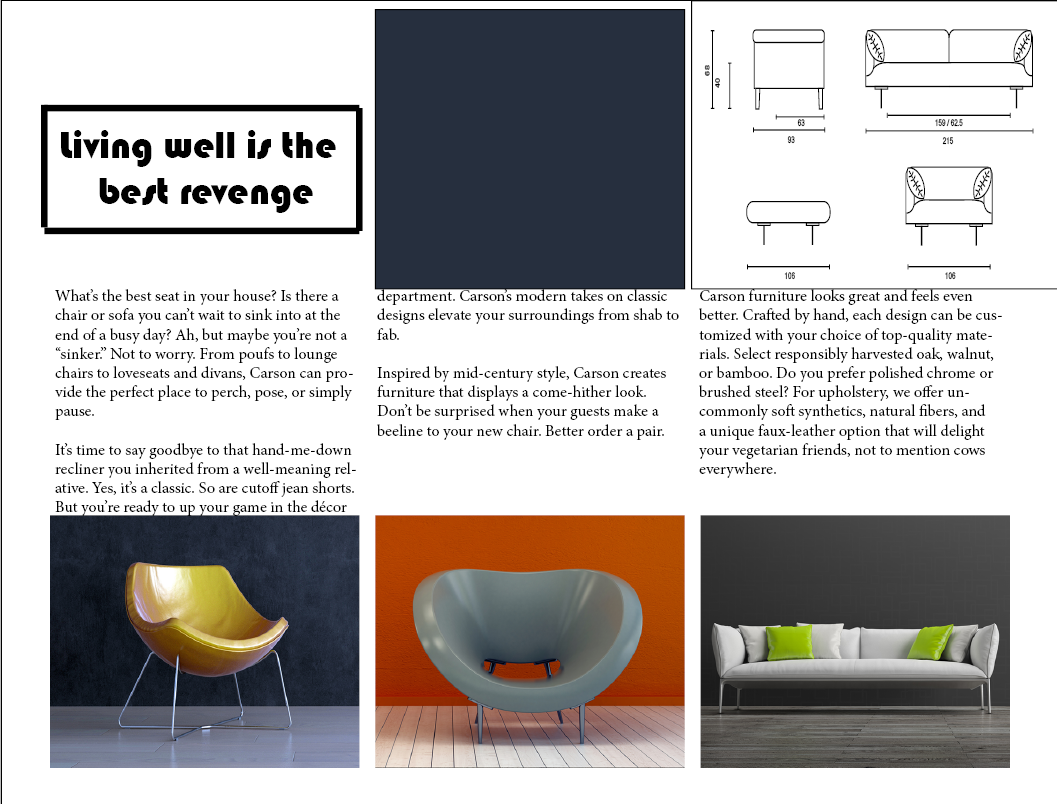 Living well is the
best revenge
68
40
63
93
159 / 62.5
215
106
106
What's the best seat in your house? Is there a
chair or sofa you can't wait to sink into at the
end of a busy day? Ah, but maybe you're not a
“sinker.” Not to worry. From poufs to lounge
chairs to loveseats and divans, Carson can pro-
vide the perfect place to perch, pose, or simply
pause.
It's time to say goodbye to that hand-me-down
recliner you inherited from a well-meaning rel-
ative. Yes, it's a classic. So are cutoff jean shorts.
But you're ready to up your game in the décor
department. Carson's modern takes on classic
designs elevate your surroundings from shab to
fab.
Inspired by mid-century style, Carson creates
furniture that displays a come-hither look.
Don't be surprised when your guests make a
beeline to your new chair. Better order a pair.
Carson furniture looks great and feels even
better. Crafted by hand, each design can be cus-
tomized with your choice of top-quality mate-
rials. Select responsibly harvested oak, walnut,
or bamboo. Do you prefer polished chrome or
brushed steel? For upholstery, we offer un-
commonly soft synthetics, natural fibers, and
a unique faux-leather option that will delight
your vegetarian friends, not to mention cows
everywhere.